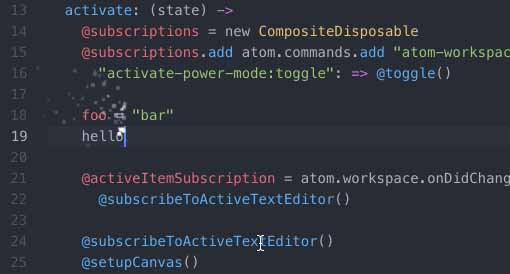 13 activate: (state) ->
14 @subscriptions = new CompositeDisposable
15 @subscriptions.add atom.commands.add "atom-workspac
16 "activate-power-mode:toggle": => @toggle()
17
18 foo = "bar"
19 hello
20
21 @activeItemSubscription = atom.workspace.onDidChang
22 @subscribeToActiveTextEditor()
23
24 @subscribeToActiveTextEditor()
25 @setupCanvas()